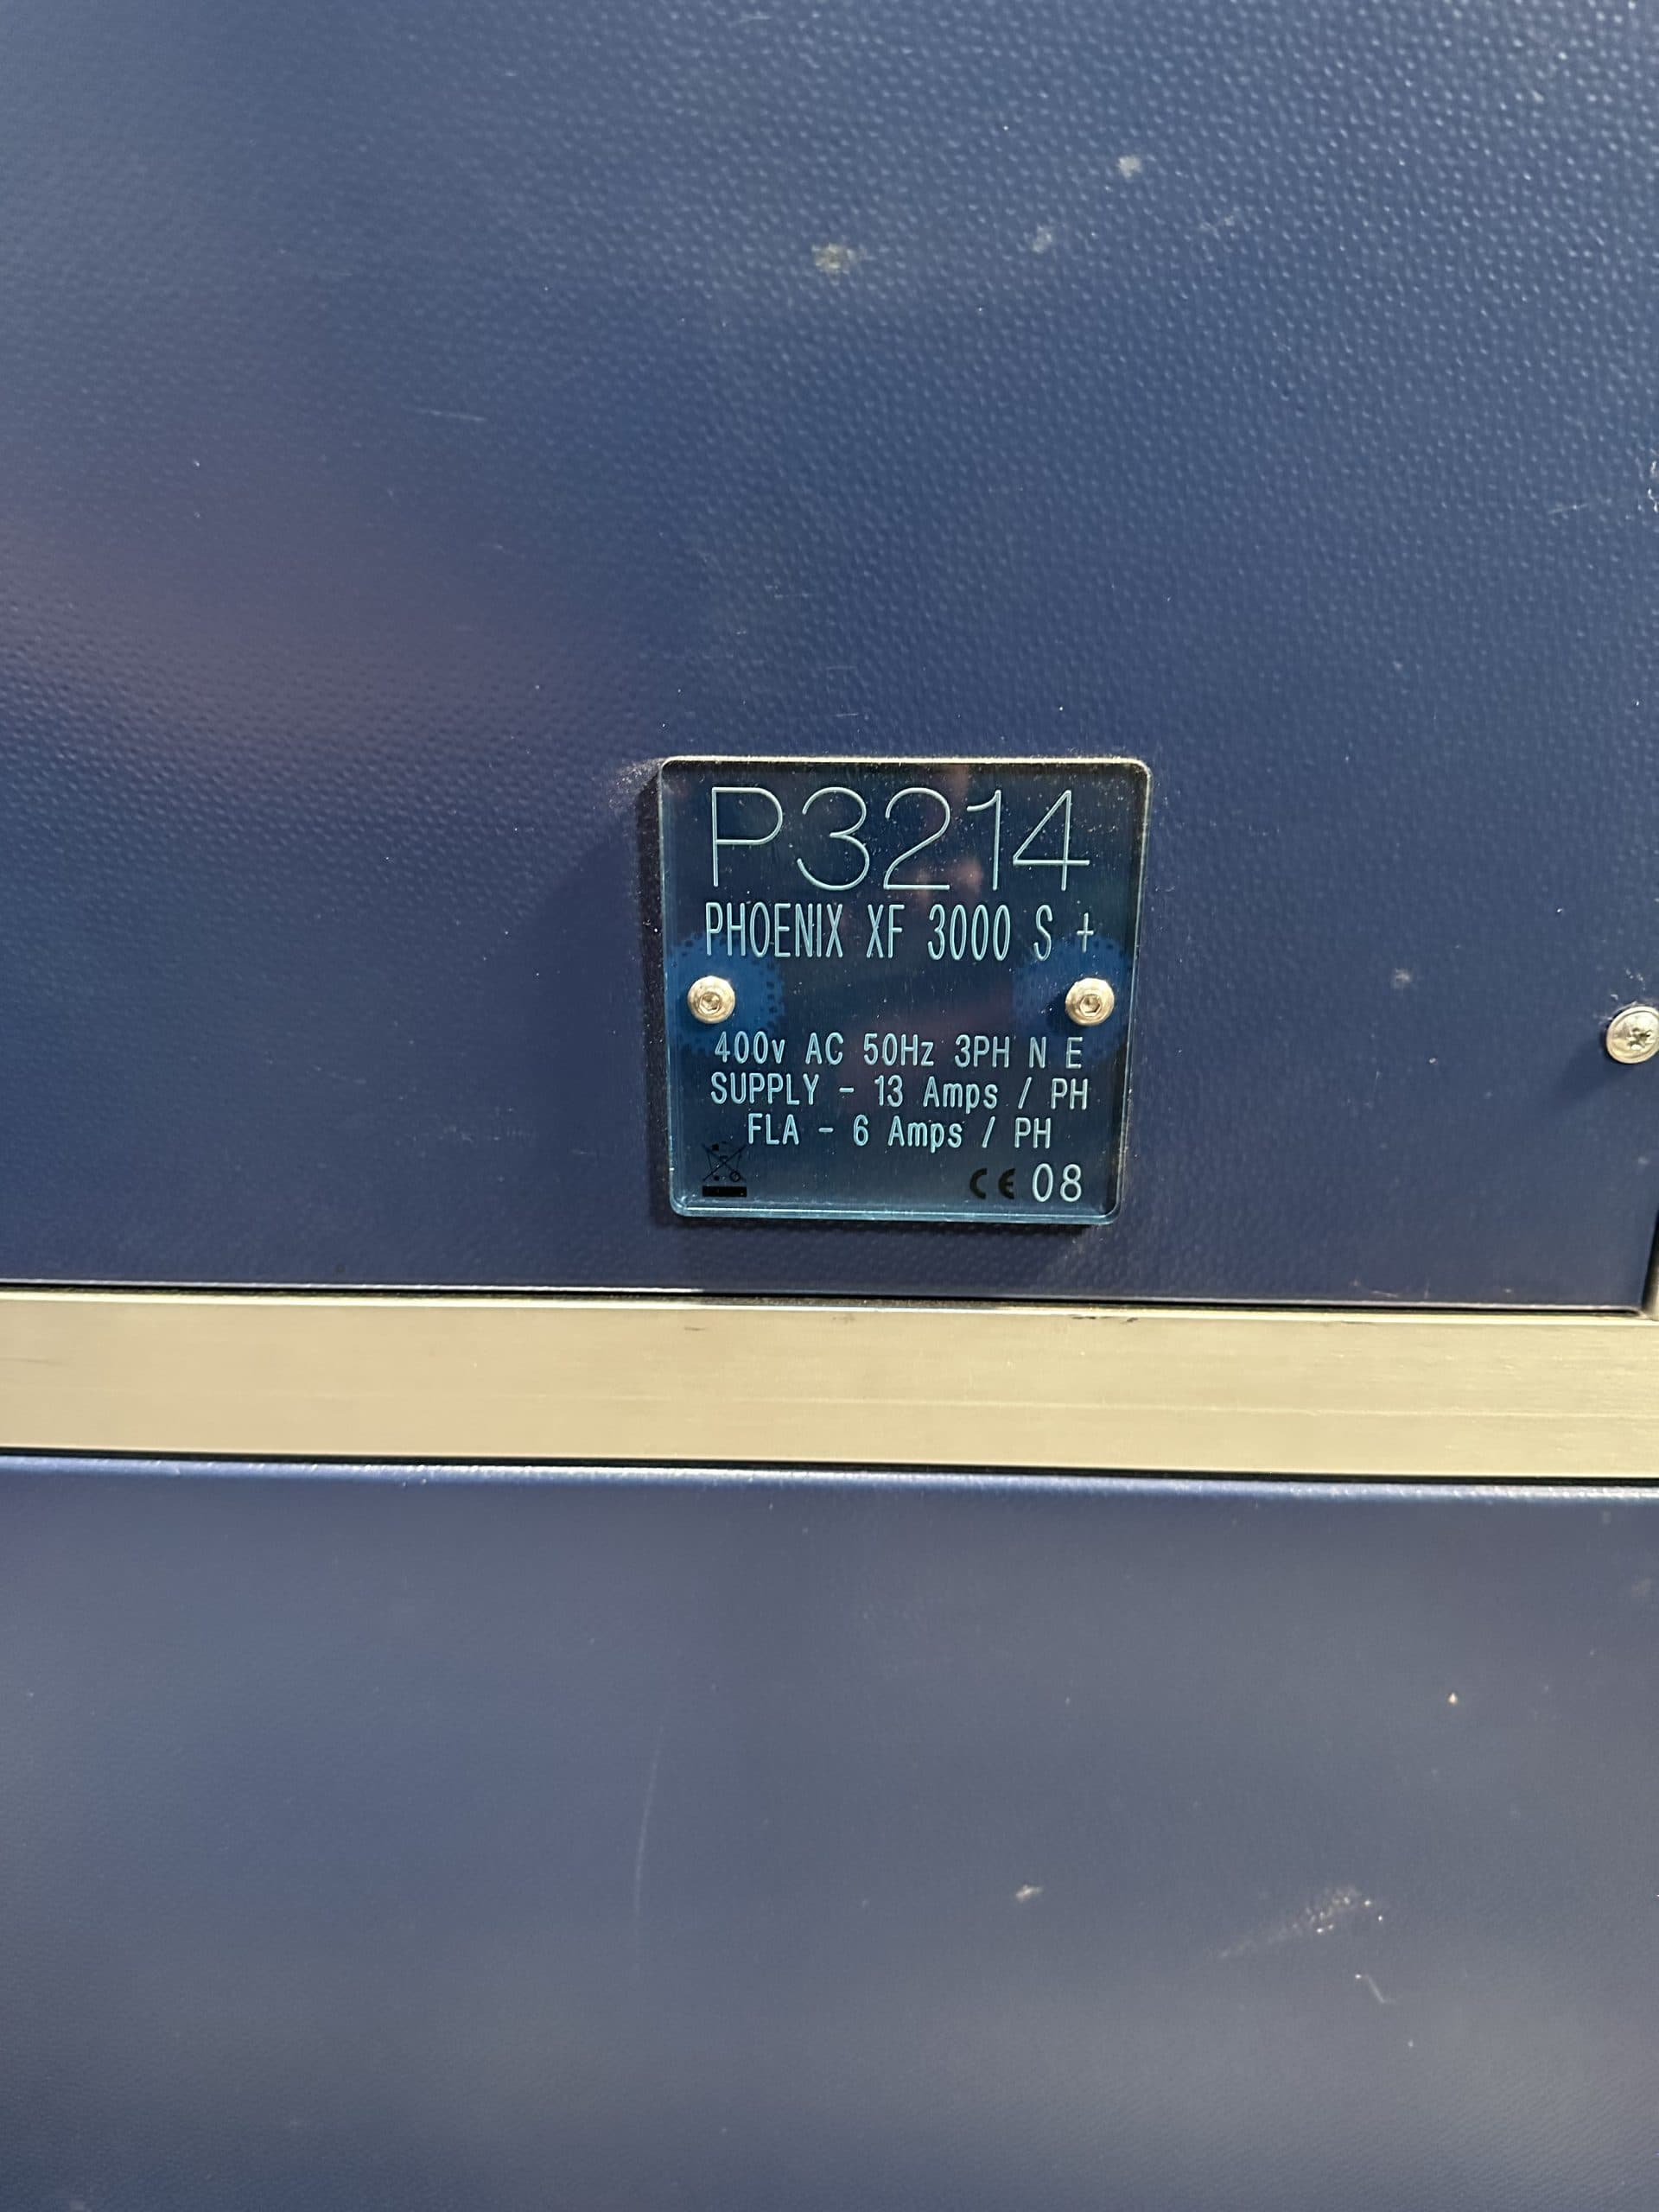 P3214
PHOENIX XF 3000 S +
400v AC 50Hz 3PH N E
SUPPLY - 13 Amps / PH
FLA - 6 Amps / PH
CE 08